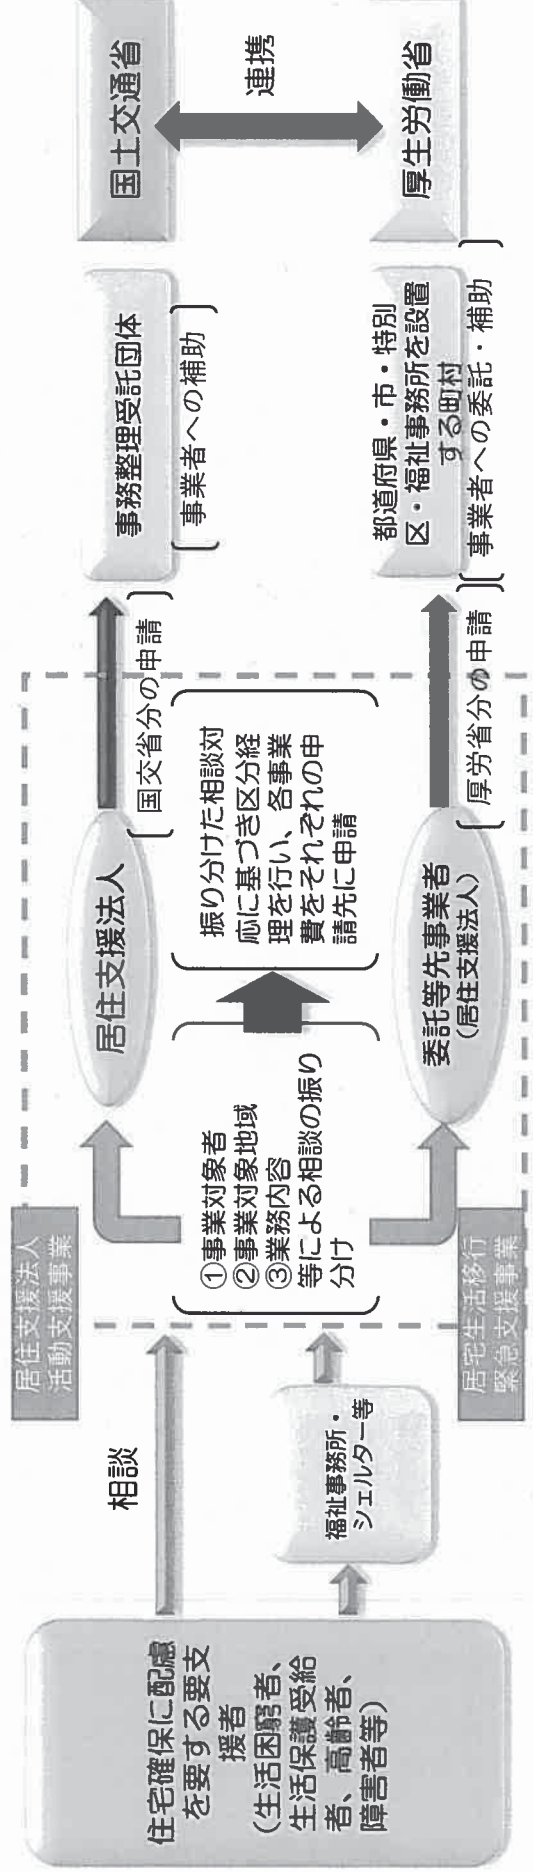 住宅確保に配慮
を要する要支
援者
(生活困窮者、
生活保護受給
者、高齢者、
障害者等)
相談
福祉事務所・
シェルター等
居住支援法人
活動支援事業
居宅生活移行
緊急支援事業
①事業対象者
②事業対象地域
③業務内容
等による相談の振り
分け
振り分けた相談対
応に基づき区分経
理を行い、各事業
費をそれぞれの申
請先に申請
居住支援法人
国交省分の申請
委託等先事業者
(居住支援法人)
厚労省分の申請
事務整理受託団体
事業者への補助
都道府県・市・特別
区・福祉事務所を設置
する町村
事業者への委託・補助
国土交通省
連携
厚生労働省